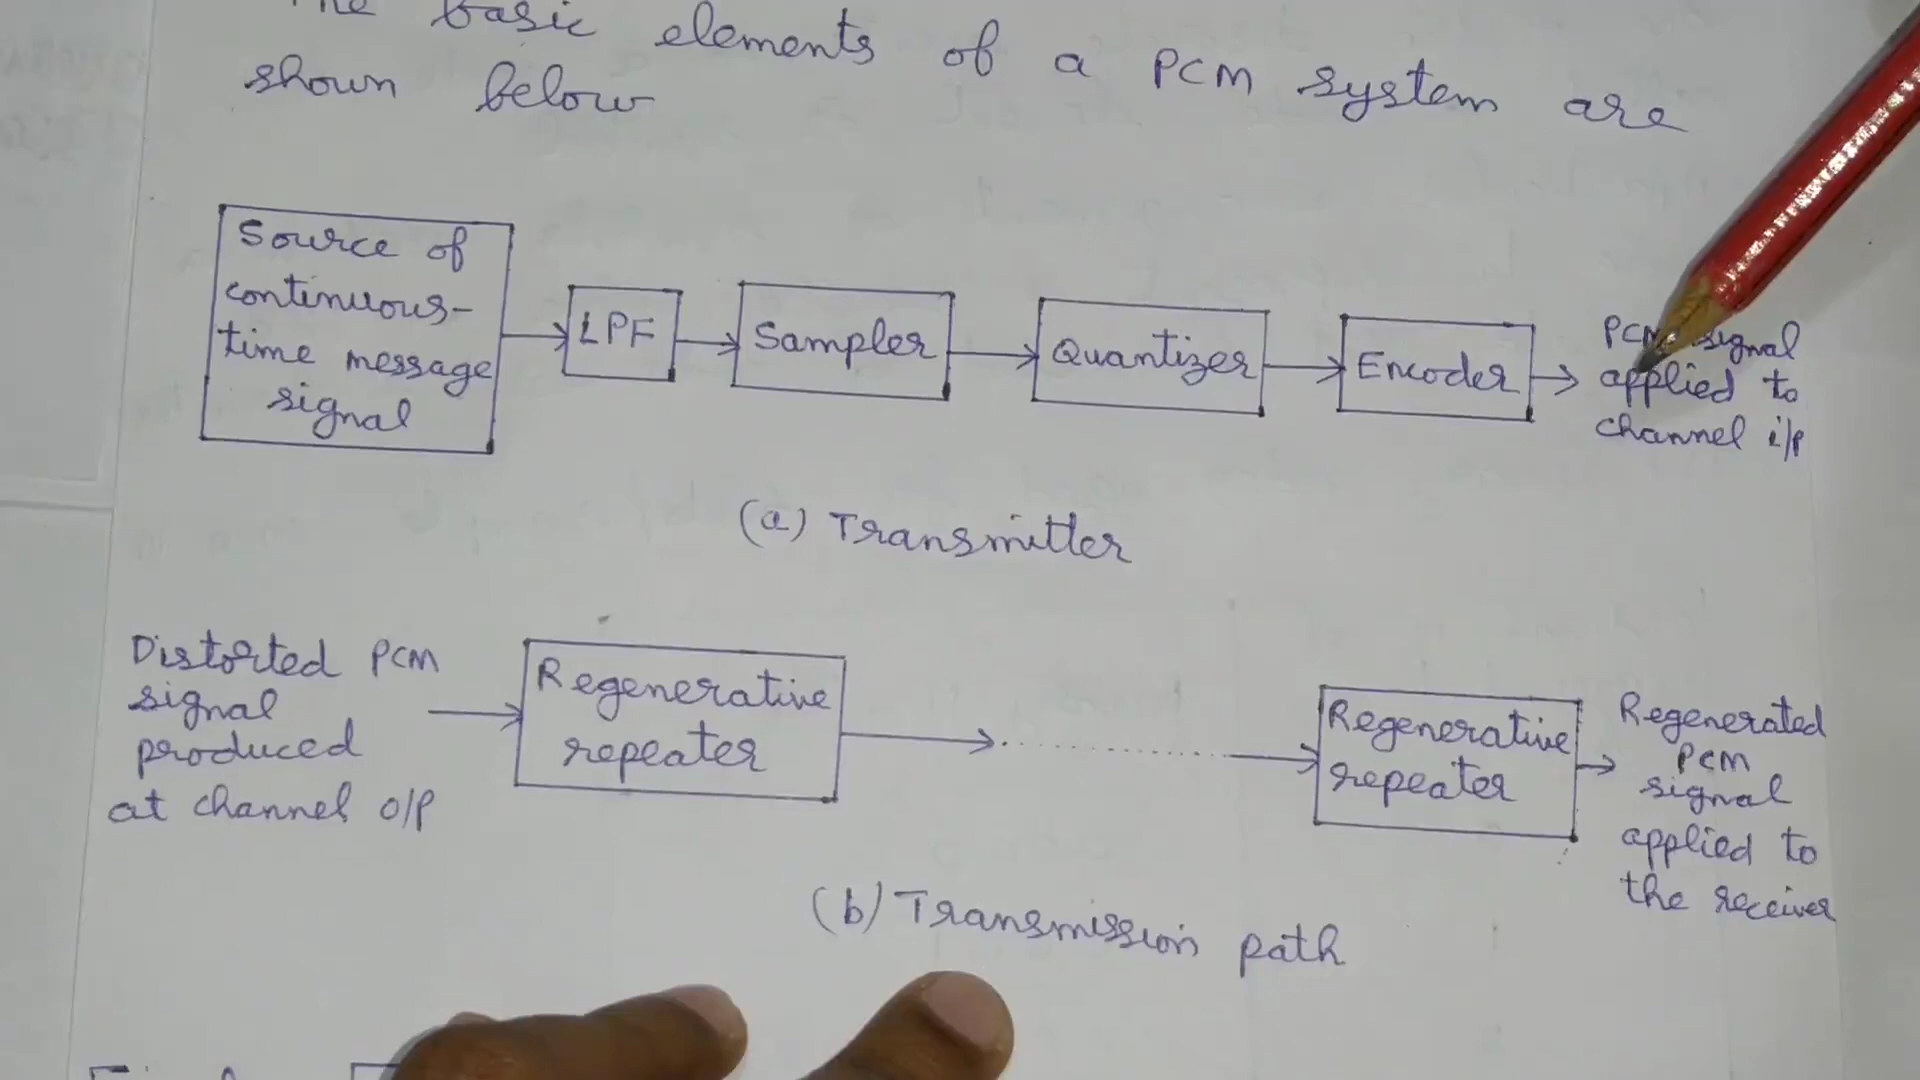 The basic elements of a PCM system are
shown below
Source of
continuous-
time message
signal
LPF
Sampler
Quantizer
Encoder
PCM signal
applied to
channel i/p
(a) Transmitter
Distorted PCM
signal
produced
at channel o/p
Regenerative
repeater
Regenerative
repeater
Regenerated
PCM
signal
applied to
the receiver
(b) Transmission path